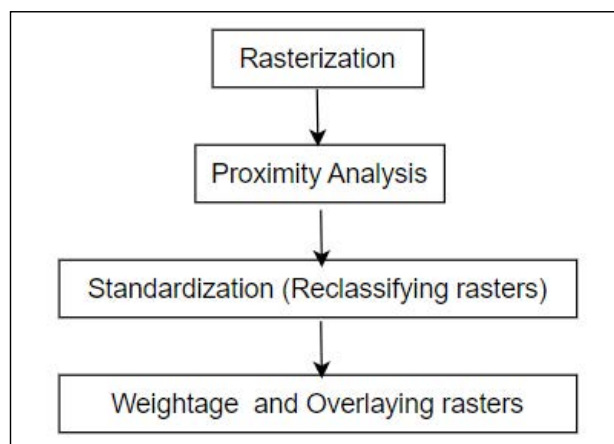 Rasterization
Proximity Analysis
Standardization (Reclassifying rasters)
Weightage and Overlaying rasters